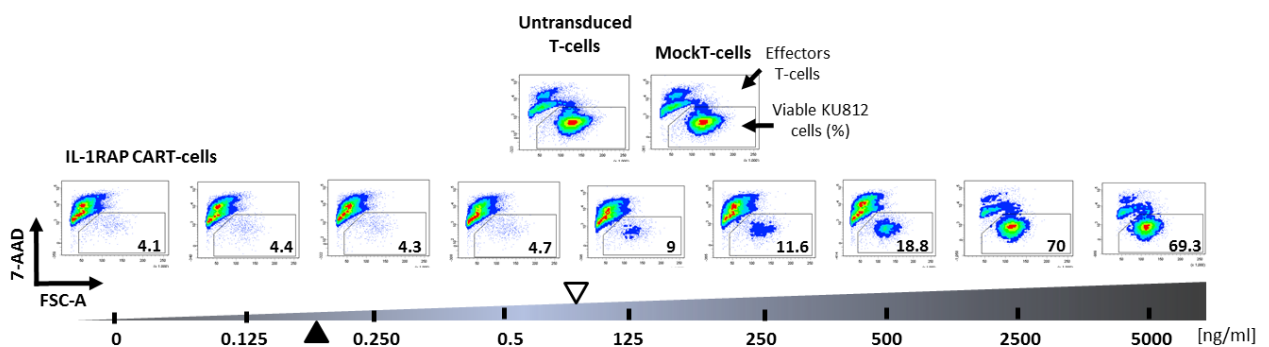 Untransduced
T-cells
MockT-cells
Effectors
T-cells
Viable KU812
cells (%)
IL-1RAP CART-cells
4.1
4.4
4.3
4.7
9
11.6
18.8
70
69.3
7-AAD
FSC-A
0
0.125
0.250
0.5
125
250
500
2500
5000
[ng/ml]